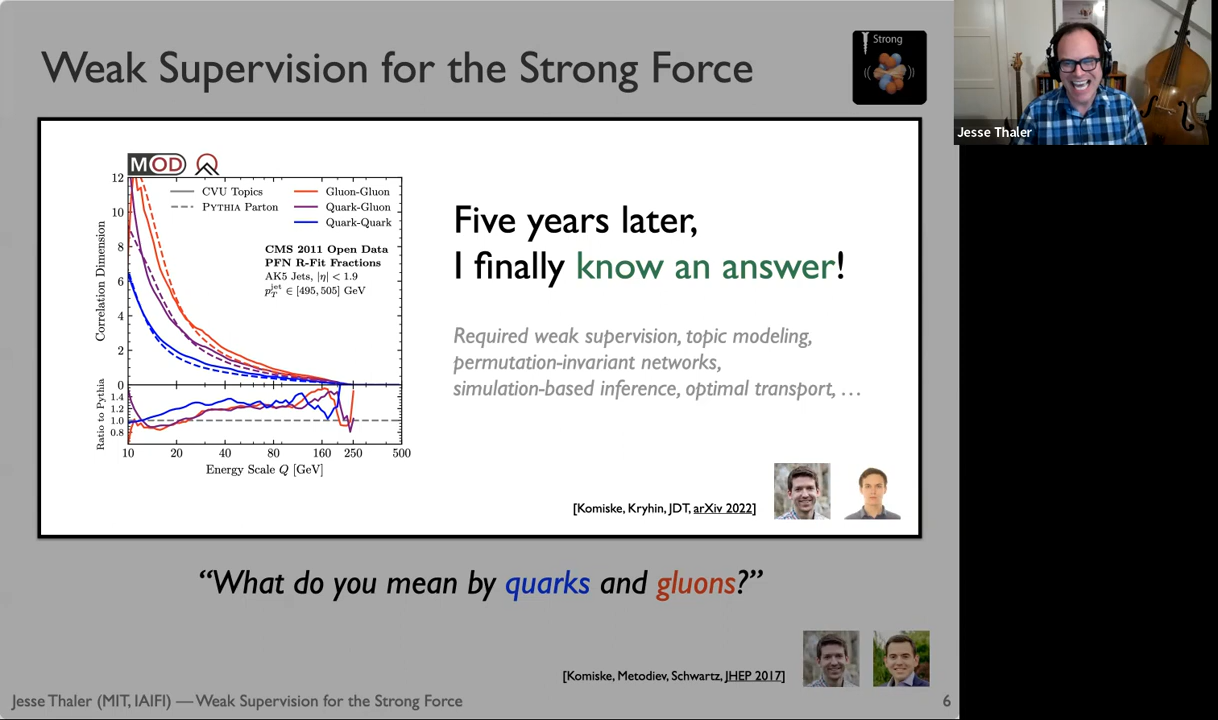 Weak Supervision for the Strong Force
Strong
Jesse Thaler
MOD
CVU Topics
PYTHIA Parton
Gluon-Gluon
Quark-Gluon
Quark-Quark
CMS 2011 Open Data
PFN R-Fit Fractions
AK5 Jets, |η| < 1.9
p_T^jet ∈ [495, 505] GeV
Correlation Dimension
12
10
8
6
4
2
0
Ratio to Pythia
1.4
1.2
1.0
0.8
10 20 40 80 160 250 500
Energy Scale Q [GeV]
Five years later,
I finally know an answer!
Required weak supervision, topic modeling,
permutation-invariant networks,
simulation-based inference, optimal transport, …
[Komiske, Kryhin, JDT, arXiv 2022]
“What do you mean by quarks and gluons?”
[Komiske, Metodiev, Schwartz, JHEP 2017]
Jesse Thaler (MIT, IAIFI) — Weak Supervision for the Strong Force
6